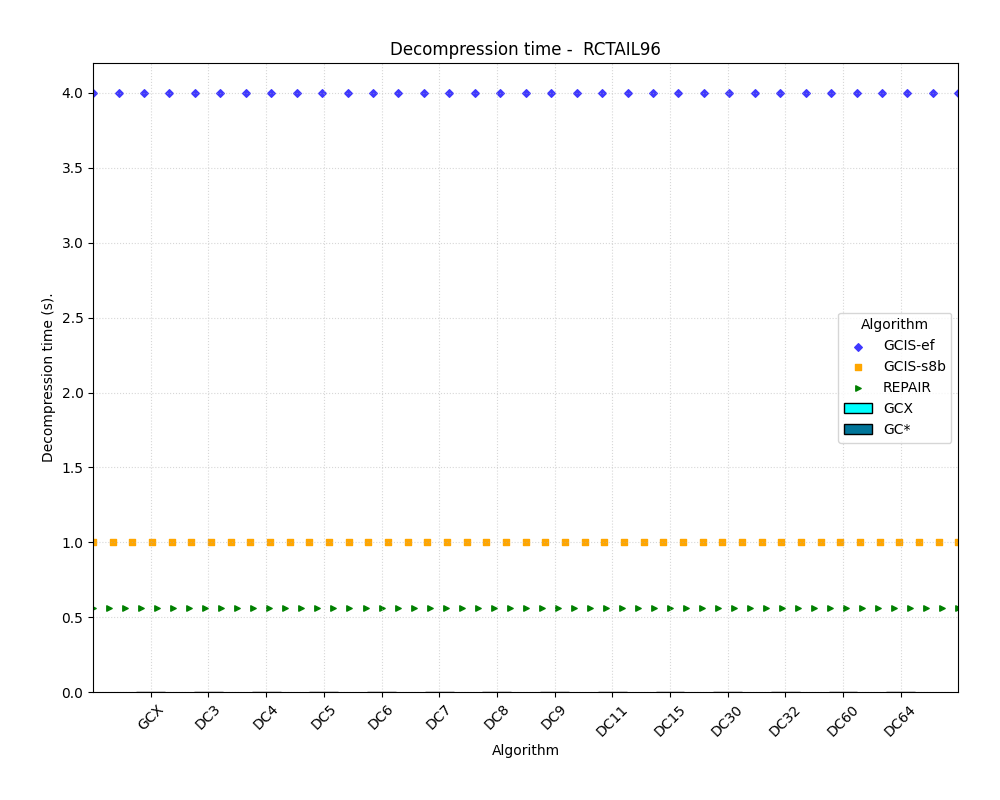 Decompression time - RCTAIL96
Decompression time (s).
4.0
3.5
3.0
2.5
2.0
1.5
1.0
0.5
0.0
Algorithm
GCIS-ef
GCIS-s8b
REPAIR
GCX
GC*
GCX
DC3
DC4
DC5
DC6
DC7
DC8
DC9
DC11
DC15
DC30
DC32
DC60
DC64
Algorithm